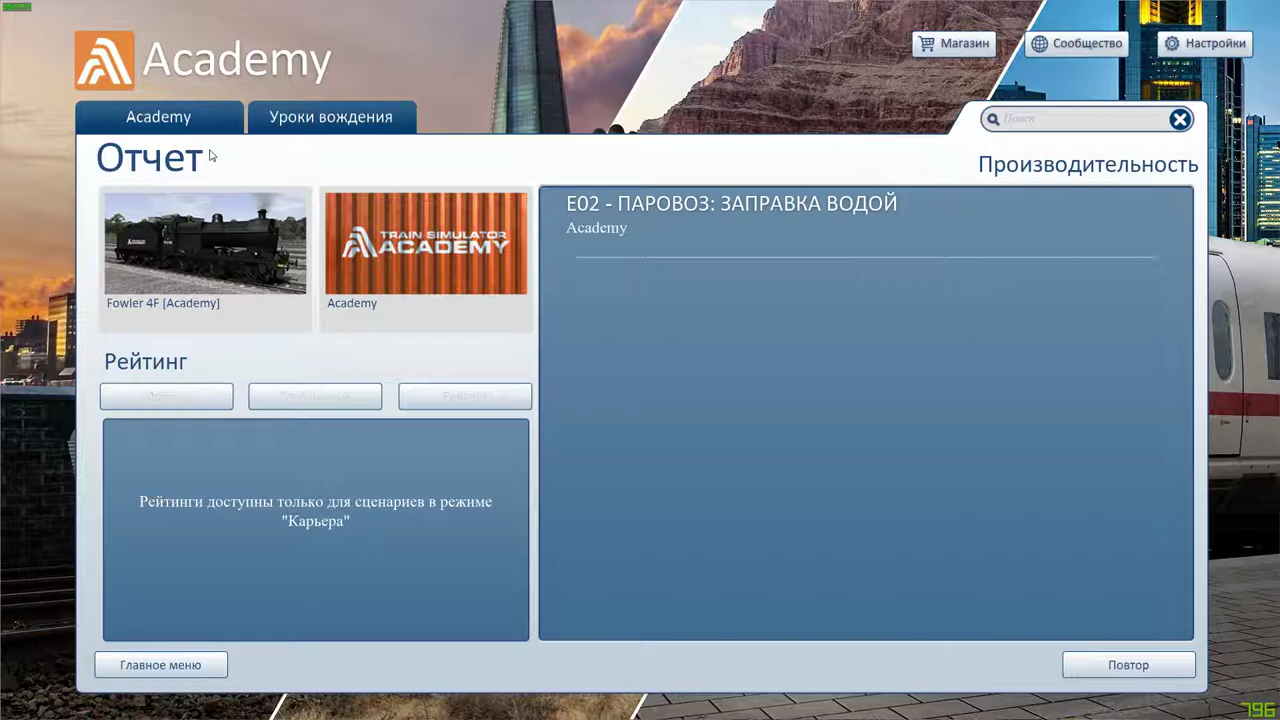 Academy
Магазин
Сообщество
Настройки
Academy
Уроки вождения
Поиск
Отчет
Производительность
TRAIN SIMULATOR
ACADEMY
Fowler 4F [Academy]
Academy
E02 - ПАРОВОЗ: ЗАПРАВКА ВОДОЙ
Academy
Рейтинг
Рейтинги доступны только для сценариев в режиме
"Карьера"
Главное меню
Повтор
796